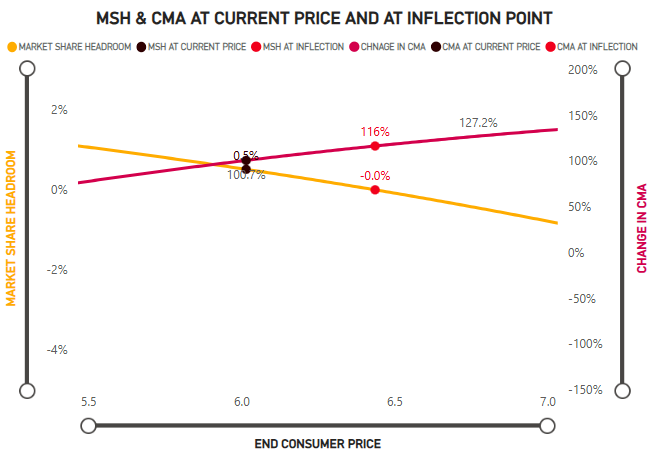 MSH & CMA AT CURRENT PRICE AND AT INFLECTION POINT
MARKET SHARE HEADROOM MSH AT CURRENT PRICE MSH AT INFLECTION CHNAGE IN CMA CMA AT CURRENT PRICE CMA AT INFLECTION
MARKET SHARE HEADROOM
2%
0%
-2%
-4%
0.5%
100.7%
116%
-0.0%
127.2%
200%
150%
100%
50%
0%
-50%
-100%
-150%
CHANGE IN CMA
5.5 6.0 6.5 7.0
END CONSUMER PRICE